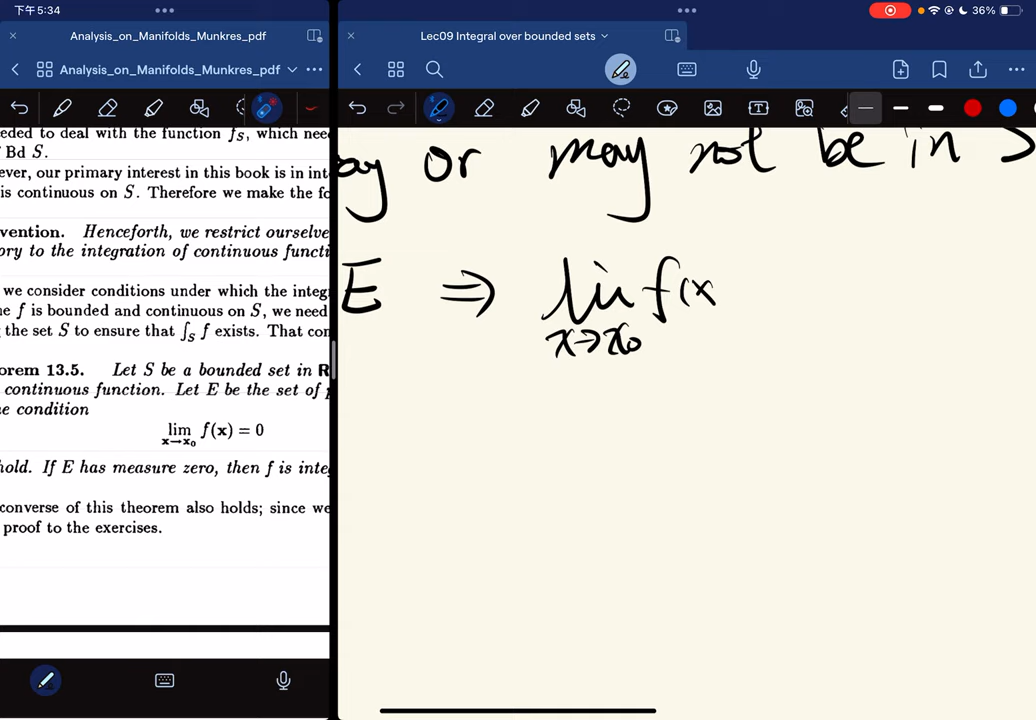 下午5:34
36%
Analysis_on_Manifolds_Munkres_pdf
Lec09 Integral over bounded sets
Analysis_on_Manifolds_Munkres_pdf
eded to deal with the function f_S, which nee
Bd S.
ever, our primary interest in this book is in inte
is continuous on S. Therefore we make the fo
vention. Henceforth, we restrict ourselve
ory to the integration of continuous functi
we consider conditions under which the integ
ne f is bounded and continuous on S, we need
g the set S to ensure that ∫_S f exists. That con
orem 13.5. Let S be a bounded set in R
continuous function. Let E be the set of p
ne condition
lim f(x) = 0
x→x₀
hold. If E has measure zero, then f is inte
converse of this theorem also holds; since we
proof to the exercises.
ay or may not be in S
E ⇒ lim f(x
x→x₀